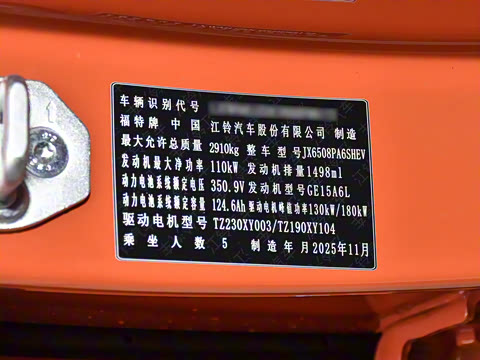 车辆识别代号
福特牌 中国 江铃汽车股份有限公司 制造
最大允许总质量 2910kg 整车型号JX6508PA6SHEV
发动机最大净功率 110kW 发动机排量1498ml
动力电池系统额定电压 350.9V 发动机型号GE15A6L
动力电池系统额定容量 124.6Ah 驱动电机峰值功率130kW/180kW
驱动电机型号 TZ230XY003/TZ190XY104
乘坐人数 5 制造年月2025年11月